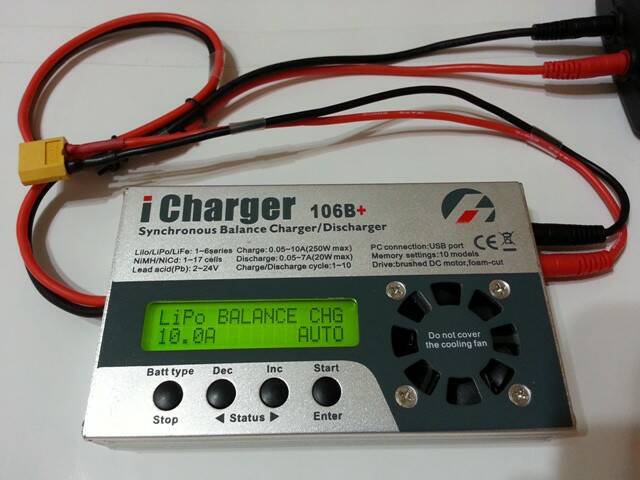 i Charger 106B+
Synchronous Balance Charger/Discharger
LiIo/LiPo/LiFe: 1~6series Charge: 0.05~10A(250W max) PC connection:USB port
NiMH/NiCd: 1~17 cells Discharge: 0.05~7A(20W max) Memory settings:10 models
Lead acid(Pb): 2~24V Charge/Discharge cycle:1~10 Drive:brushed DC motor,foam-cut
CE
LiPo BALANCE CHG
10.0A AUTO
Do not cover
the cooling fan
Batt type Dec Inc Start
Stop ◀ Status ▶ Enter